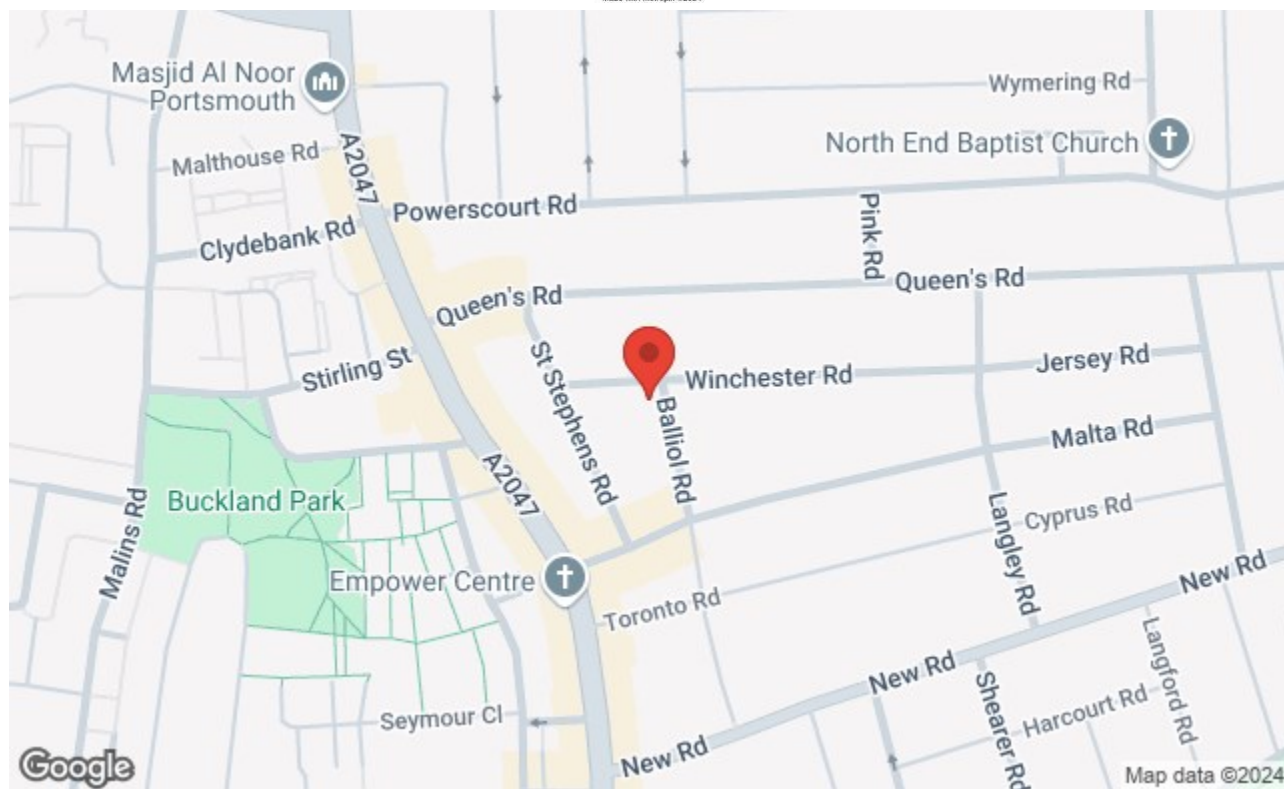 Masjid Al Noor
Portsmouth
Wymering Rd
North End Baptist Church
Malthouse Rd
A2047
Powerscourt Rd
Pink Rd
Clydebank Rd
Queen's Rd
Queen's Rd
Stirling St
St Stephens Rd
Winchester Rd
Jersey Rd
Balliol Rd
Malta Rd
A2047
Buckland Park
Malins Rd
Langley Rd
Cyprus Rd
Empower Centre
New Rd
Toronto Rd
New Rd
Langford Rd
Shearer Rd
Harcourt Rd
Seymour Cl
New Rd
Google
Map data ©2024